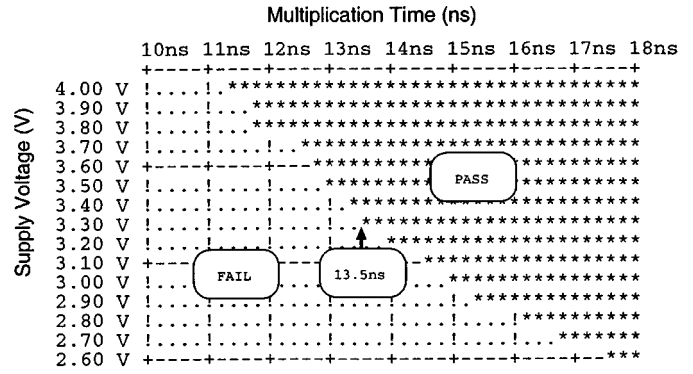 Multiplication Time (ns)
10ns 11ns 12ns 13ns 14ns 15ns 16ns 17ns 18ns
+----+----+----+----+----+----+----+----+
Supply Voltage (V)
4.00 V !....!.**********************************
3.90 V !....!...********************************
3.80 V !....!...********************************
3.70 V !....!....!..****************************
3.60 V +----+----+---********** **********
3.50 V !....!....!....********* PASS **********
3.40 V !....!....!....!.******* **********
3.30 V !....!....!....!..***********************
3.20 V !....!....!....!....*********************
3.10 V +---- ---- --******************
3.00 V !... FAIL !... 13.5ns ....****************
2.90 V !....!....!....!....!....!.**************
2.80 V !....!....!....!....!....!....!**********
2.70 V !....!....!....!....!....!....!...*******
2.60 V +----+----+----+----+----+----+----+--***